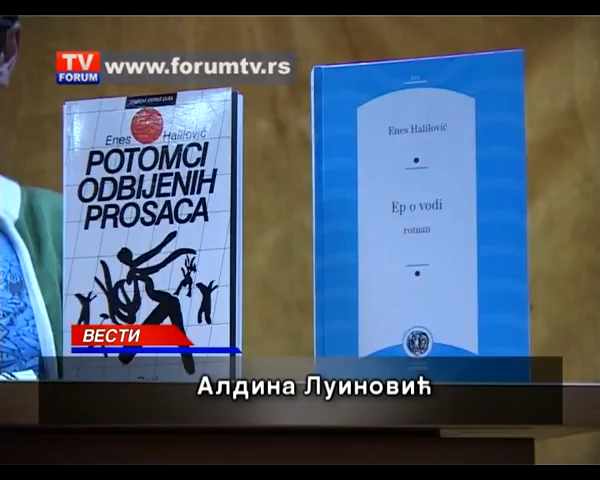 TV
FORUM
www.forumtv.rs
Enes Halilović
POTOMCI
ODBIJENIH
PROSACA
Enes Halilović
Ep o vodi
roman
ВЕСТИ
Алдина Луиновић